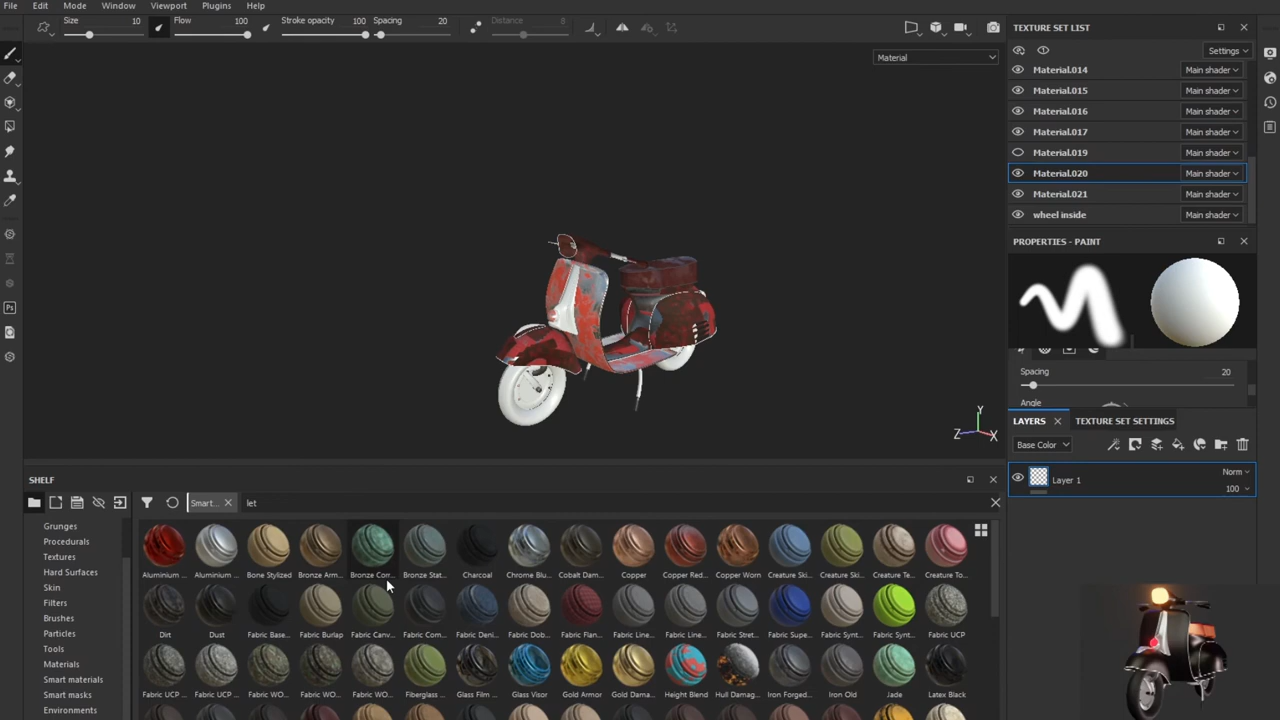 File Edit Mode Window Viewport Plugins Help
Size 10 Flow 100 Stroke opacity 100 Spacing 20 Distance 8
Material
TEXTURE SET LIST
Settings
Material.014 Main shader
Material.015 Main shader
Material.016 Main shader
Material.017 Main shader
Material.019 Main shader
Material.020 Main shader
Material.021 Main shader
wheel inside Main shader
PROPERTIES - PAINT
Spacing 20
Angle
LAYERS TEXTURE SET SETTINGS
Base Color
Layer 1 Norm
100
Y
Z X
Ps
SHELF
Smart... let
Grunges
Procedurals
Textures
Hard Surfaces
Skin
Filters
Brushes
Particles
Tools
Materials
Smart materials
Smart masks
Environments
Aluminium ... Aluminium ... Bone Stylized Bronze Arm... Bronze Corr... Bronze Stat... Charcoal Chrome Blu... Cobalt Dam... Copper Copper Red... Copper Worn Creature Ski... Creature Ski... Creature Te... Creature To...
Dirt Dust Fabric Base... Fabric Burlap Fabric Canv... Fabric Com... Fabric Deni... Fabric Dob... Fabric Flan... Fabric Line... Fabric Line... Fabric Stret... Fabric Supe... Fabric Synt... Fabric Synt... Fabric UCP
Fabric UCP ... Fabric UCP ... Fabric WO... Fabric WO... Fabric WO... Fiberglass ... Glass Film ... Glass Visor Gold Armor Gold Dama... Height Blend Hull Damag... Iron Forged... Iron Old Jade Latex Black